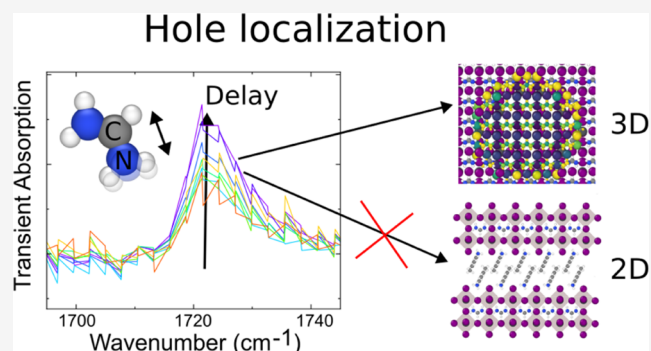 Hole localization
Transient Absorption
Delay
C
N
1700
1720
1740
Wavenumber (cm-1)
3D
2D